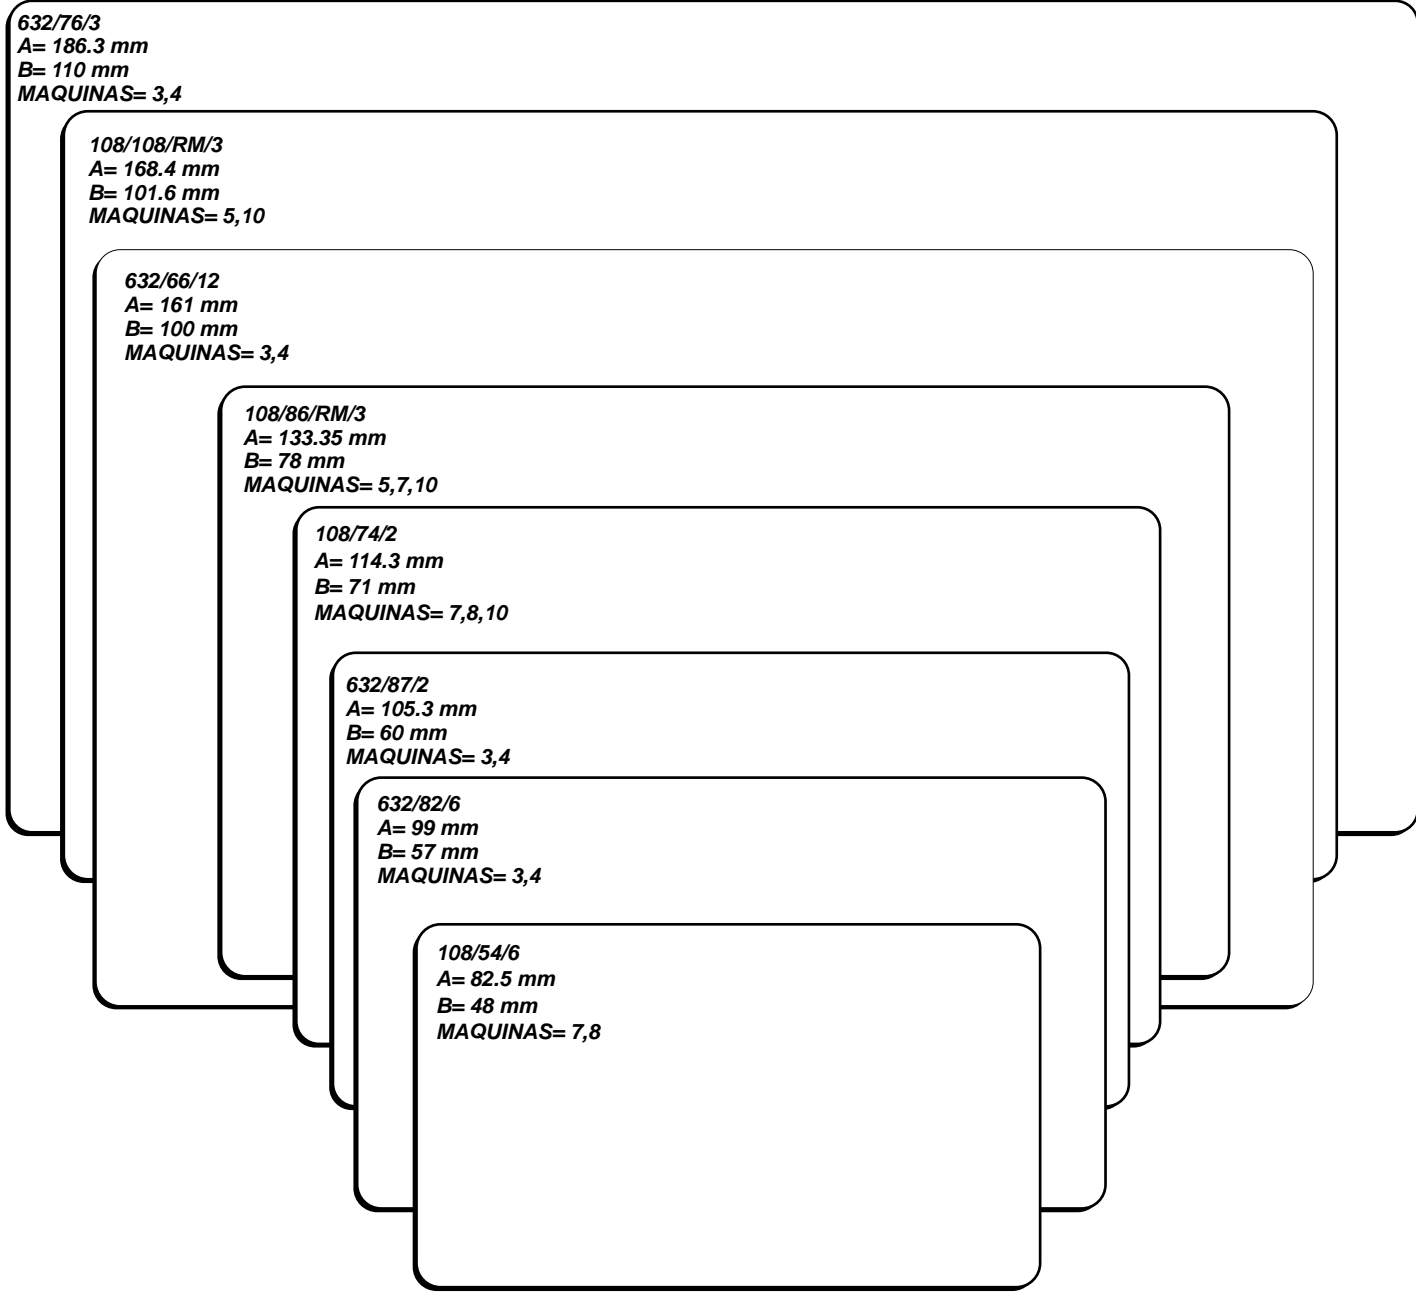 632/76/3
A= 186.3 mm
B= 110 mm
MAQUINAS= 3,4
108/108/RM/3
A= 168.4 mm
B= 101.6 mm
MAQUINAS= 5,10
632/66/12
A= 161 mm
B= 100 mm
MAQUINAS= 3,4
108/86/RM/3
A= 133.35 mm
B= 78 mm
MAQUINAS= 5,7,10
108/74/2
A= 114.3 mm
B= 71 mm
MAQUINAS= 7,8,10
632/87/2
A= 105.3 mm
B= 60 mm
MAQUINAS= 3,4
632/82/6
A= 99 mm
B= 57 mm
MAQUINAS= 3,4
108/54/6
A= 82.5 mm
B= 48 mm
MAQUINAS= 7,8